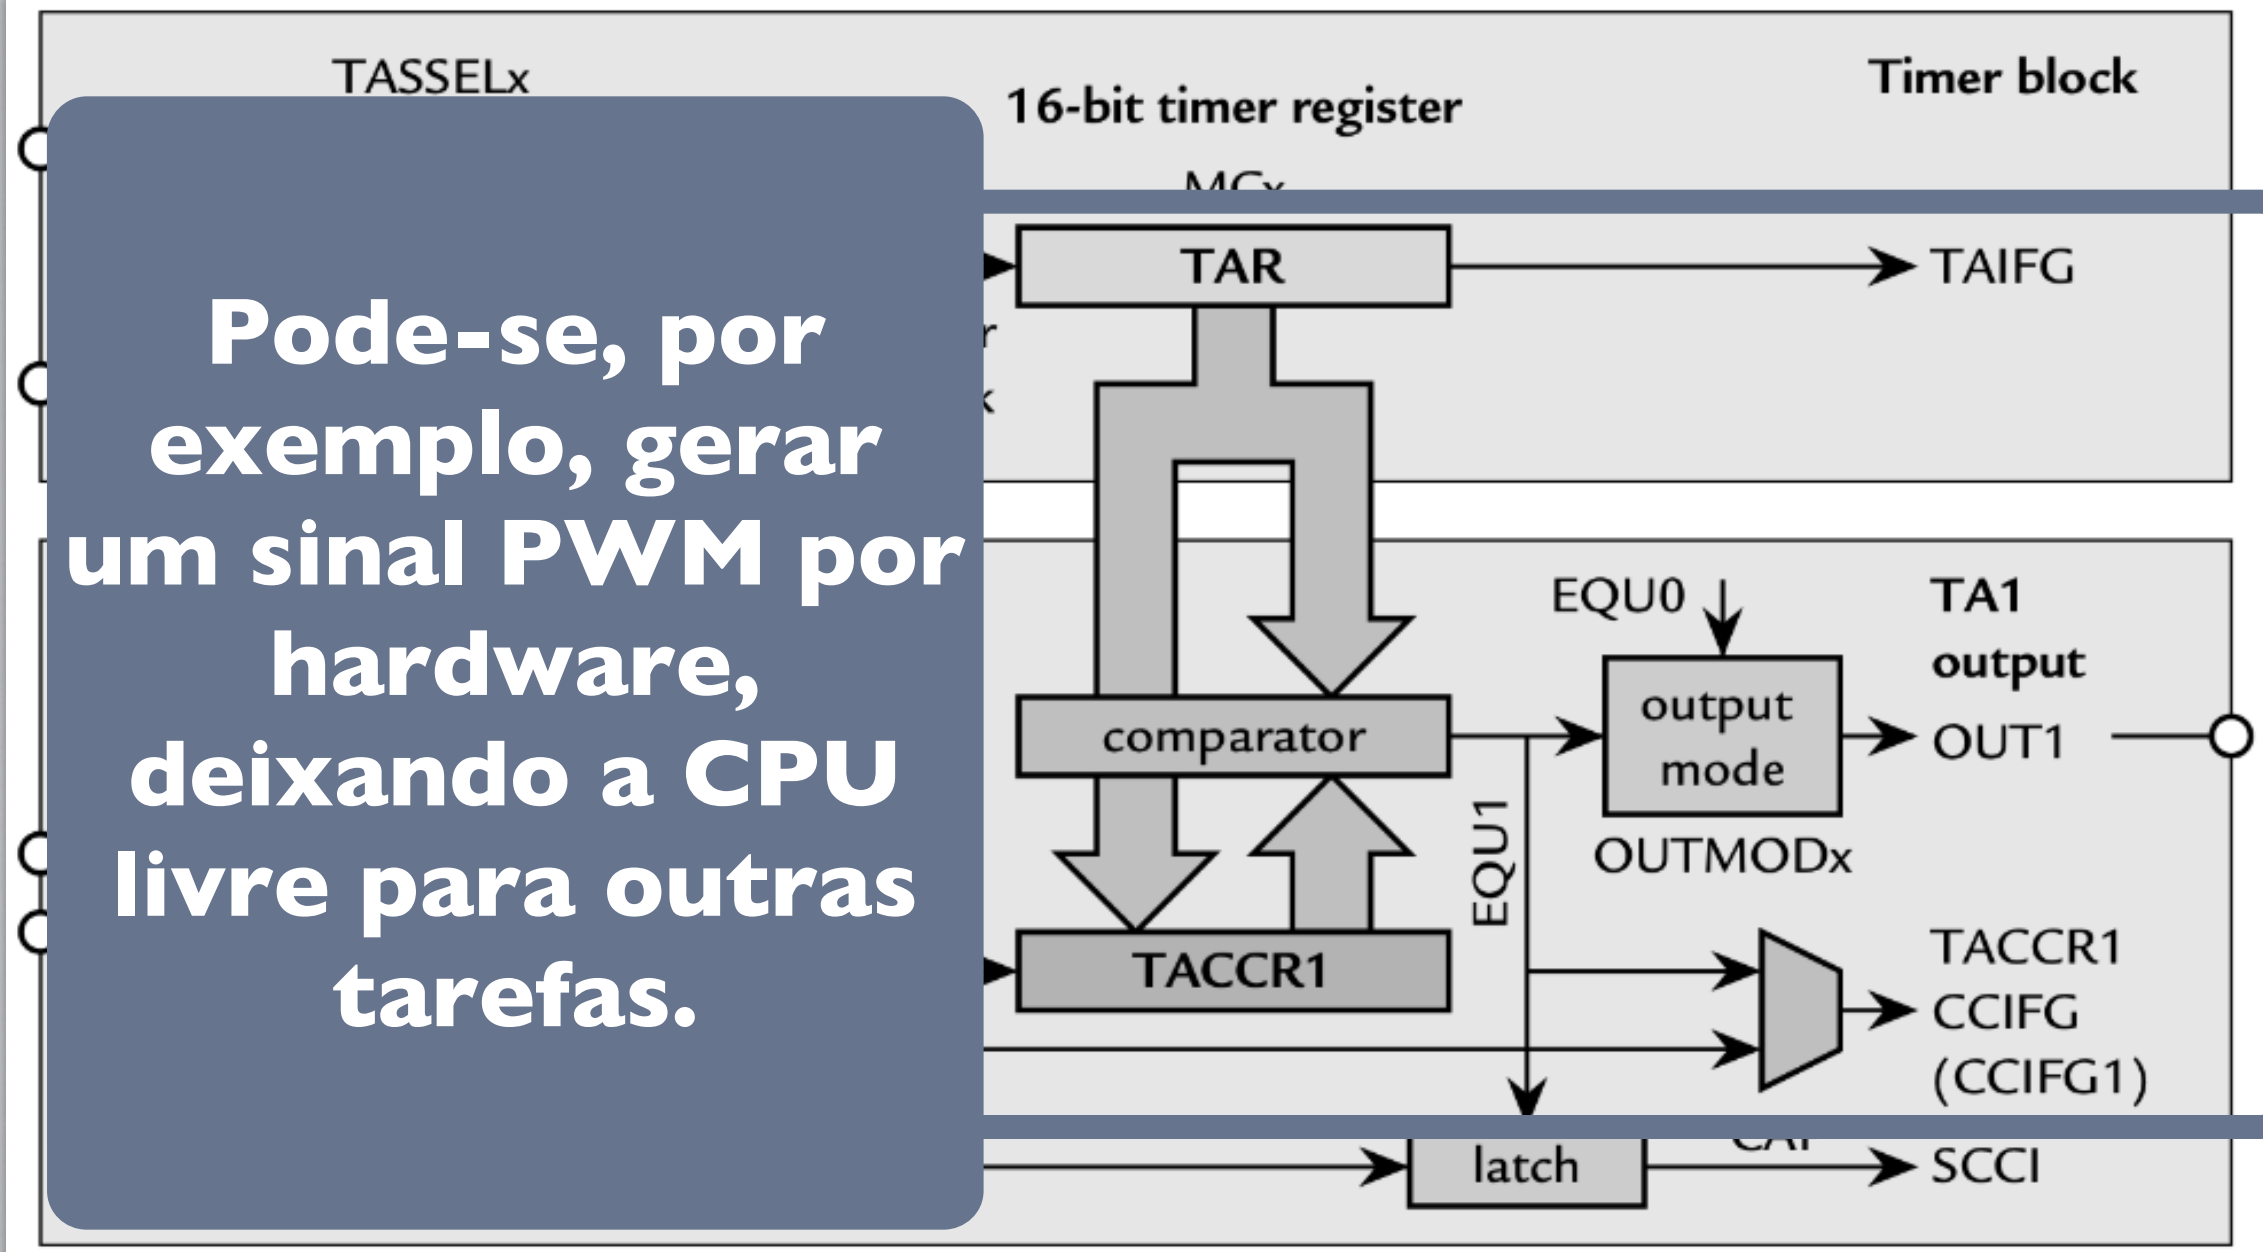 TASSELx
Timer block
16-bit timer register
MCx
TAR
TAIFG
Pode-se, por
exemplo, gerar
um sinal PWM por
hardware,
deixando a CPU
livre para outras
tarefas.
EQU0
TA1
output
output
mode
OUT1
comparator
EQU1
OUTMODx
TACCR1
TACCR1
CCIFG
(CCIFG1)
latch
SCCI